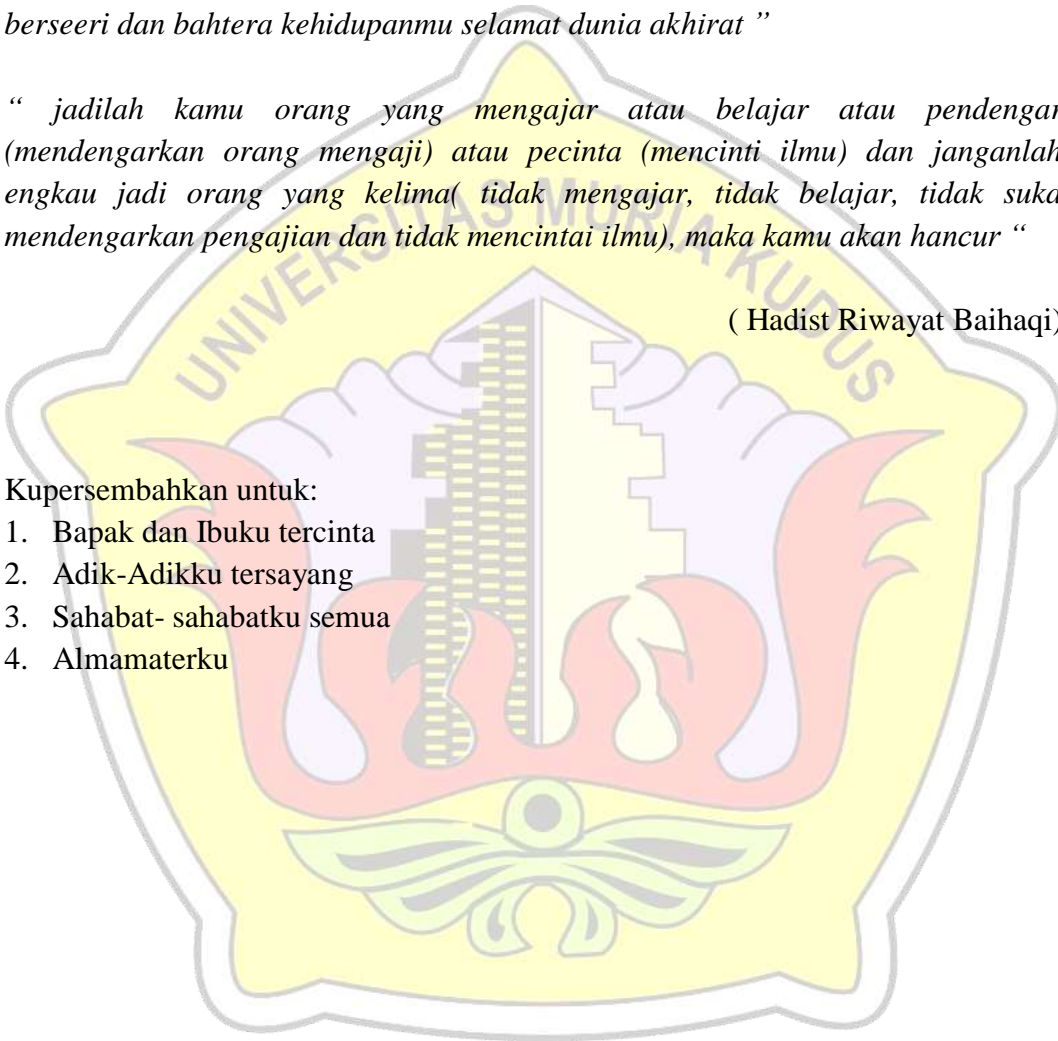 berseeri dan bahtera kehidupanmu selamat dunia akhirat ”
“ jadilah kamu orang yang mengajar atau belajar atau pendengar
(mendengarkan orang mengaji) atau pecinta (mencinti ilmu) dan janganlah
engkau jadi orang yang kelima( tidak mengajar, tidak belajar, tidak suka
mendengarkan pengajian dan tidak mencintai ilmu), maka kamu akan hancur “
UNIVERSITAS MURIA KUDUS
( Hadist Riwayat Baihaqi)
Kupersembahkan untuk:
1. Bapak dan Ibuku tercinta
2. Adik-Adikku tersayang
3. Sahabat- sahabatku semua
4. Almamaterku